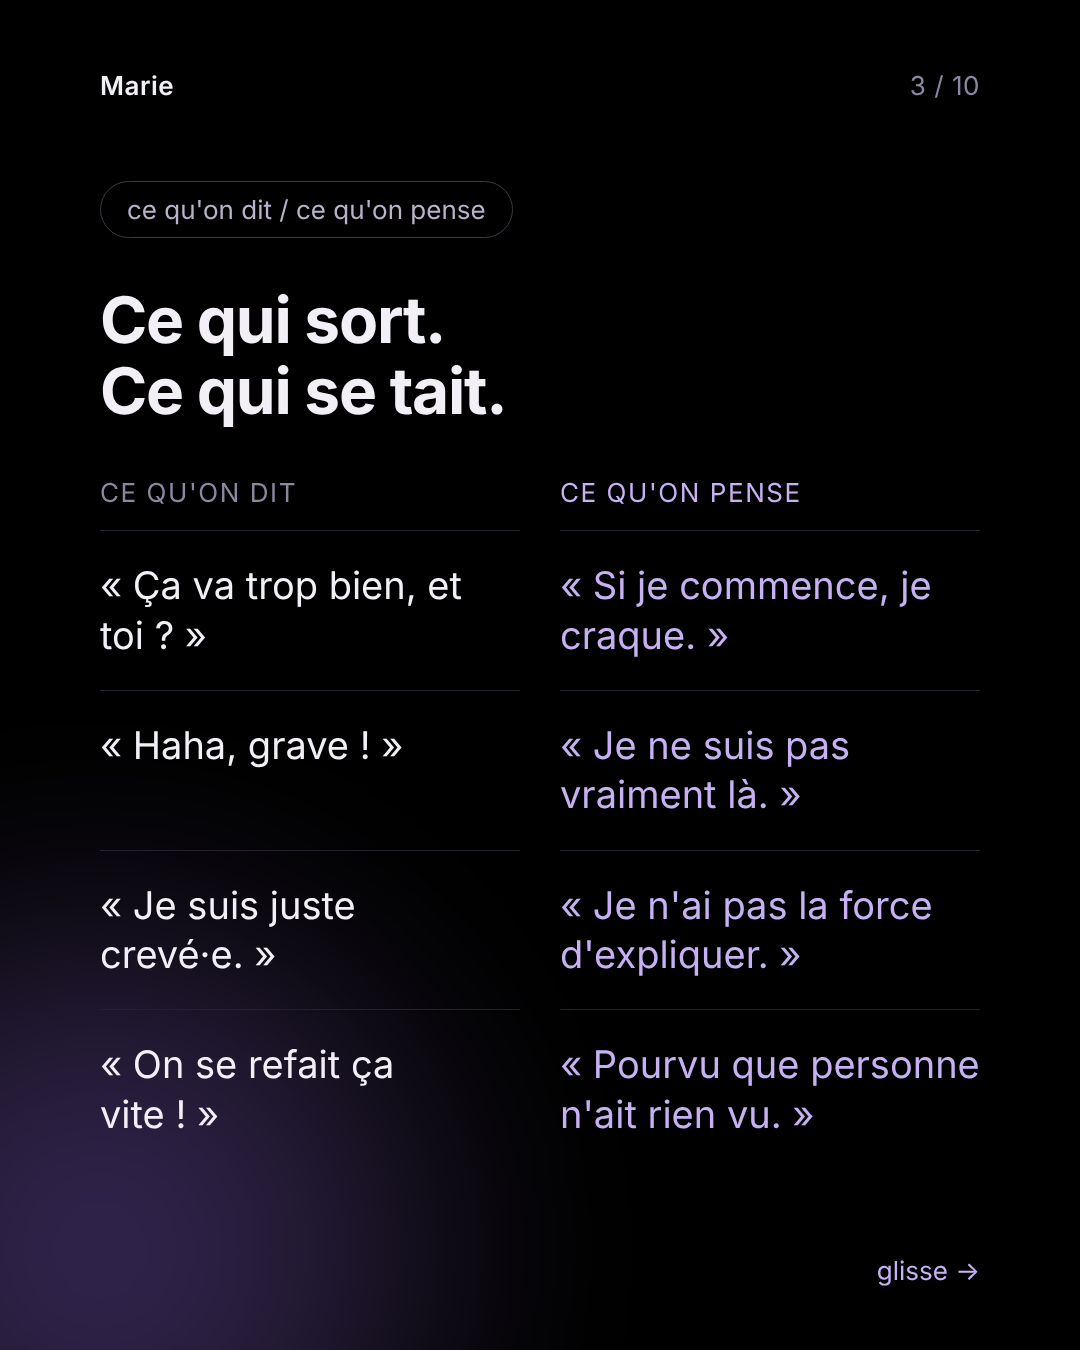 Marie
3 / 10
ce qu'on dit / ce qu'on pense
Ce qui sort.
Ce qui se tait.
CE QU'ON DIT
CE QU'ON PENSE
« Ça va trop bien, et
toi ? »
« Si je commence, je
craque. »
« Haha, grave ! »
« Je ne suis pas
vraiment là. »
« Je suis juste
crevé·e. »
« Je n'ai pas la force
d'expliquer. »
« On se refait ça
vite ! »
« Pourvu que personne
n'ait rien vu. »
glisse →